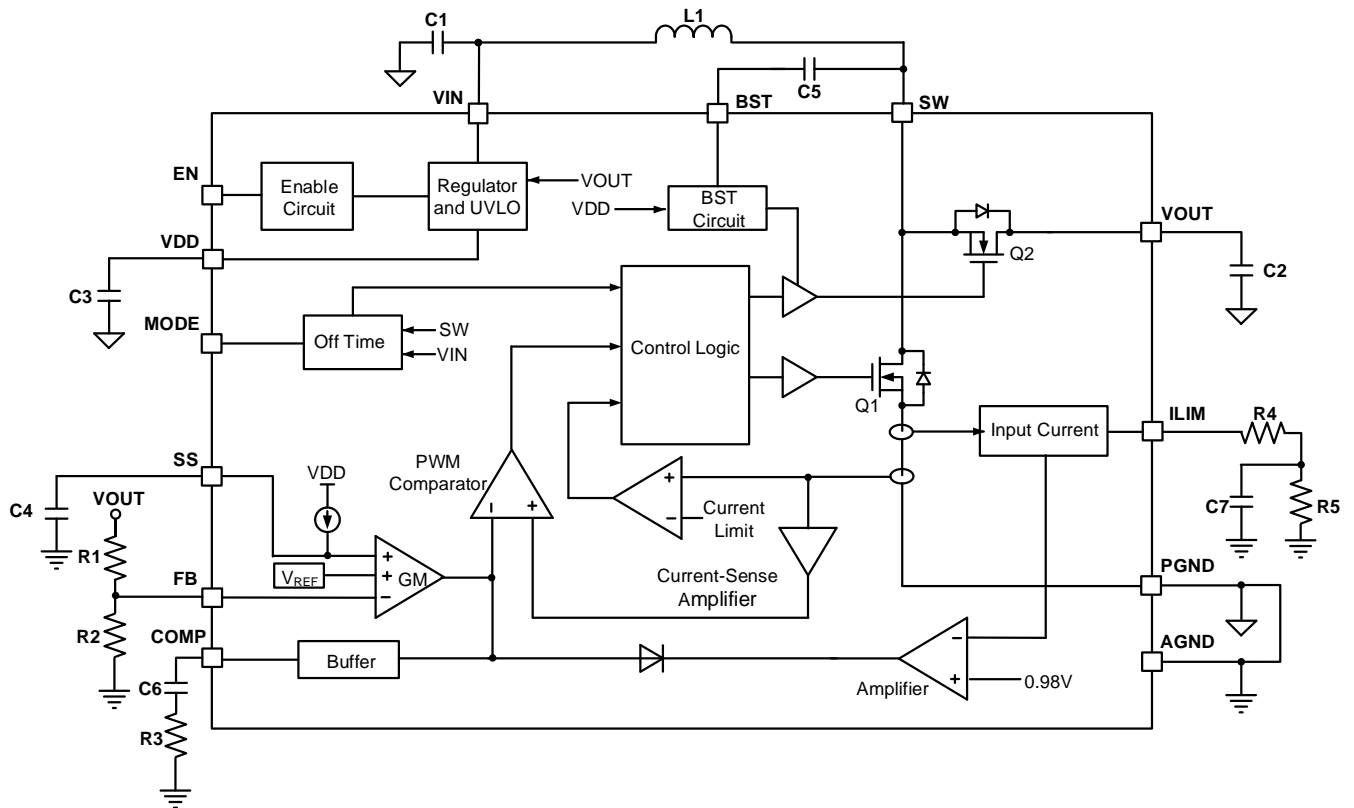 C1
L1
C5
VIN
BST
SW
EN
Enable
Circuit
Regulator
and UVLO
VOUT
VDD
BST
Circuit
VOUT
VDD
Q2
C2
C3
MODE
Off Time
SW
VIN
Control Logic
Q1
Input Current
ILIM
R4
SS
VDD
PWM
Comparator
+
−
Current
Limit
C7
R5
C4
VOUT
R1
−
+
+
VREF
+
GM
−
FB
Current-Sense
Amplifier
PGND
R2
COMP
Buffer
−
+
Amplifier
0.98V
AGND
C6
R3